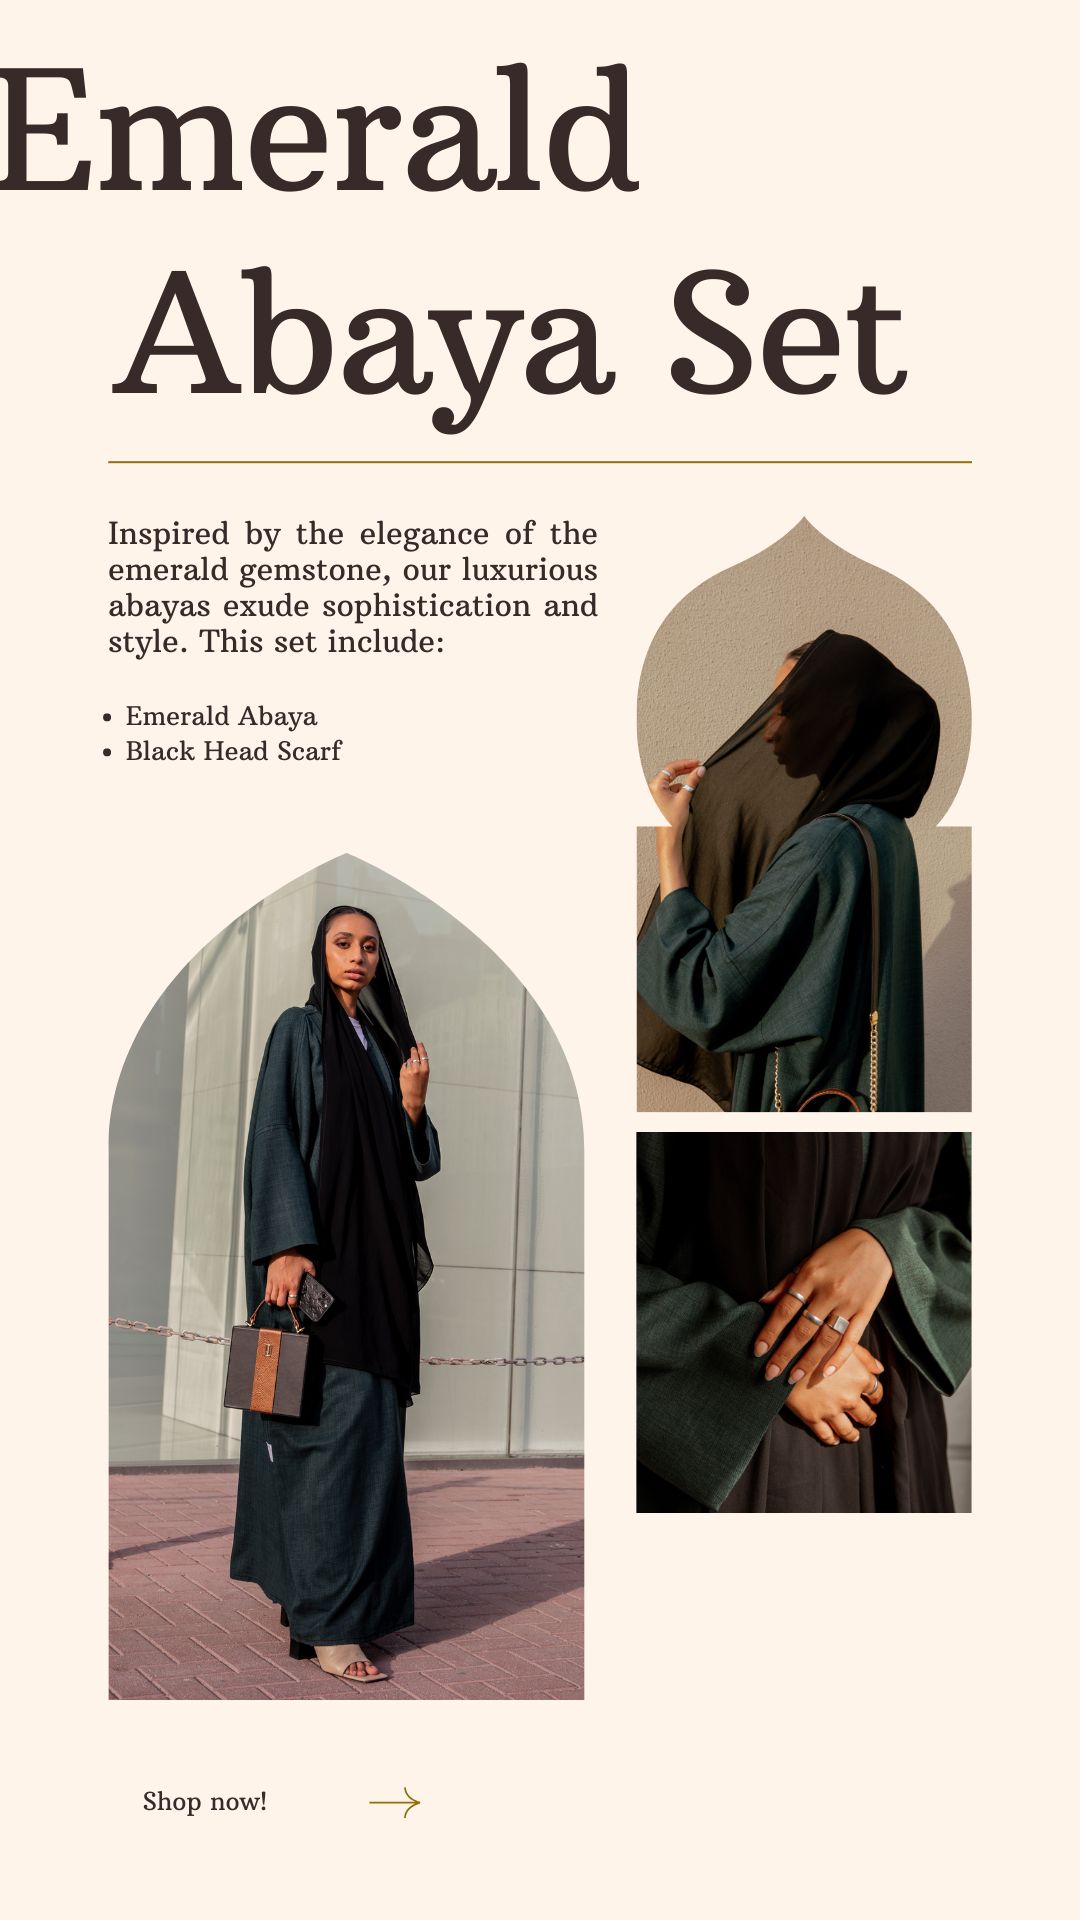 Emerald
Abaya Set
Inspired by the elegance of the
emerald gemstone, our luxurious
abayas exude sophistication and
style. This set include:
• Emerald Abaya
• Black Head Scarf
Shop now!